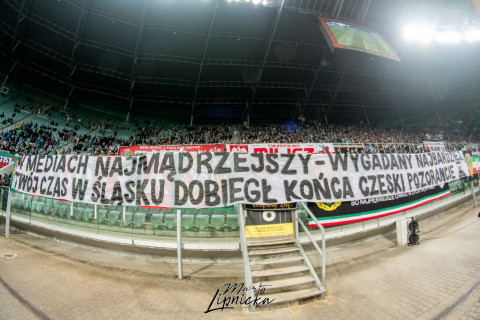 W MEDIACH NAJMĄDRZEJSZY - WYGADANY NAJBARDZIEJ
TWÓJ CZAS W ŚLĄSKU DOBIEGŁ KOŃCA CZESKI POZORANCIE
Marta
Lipnicka